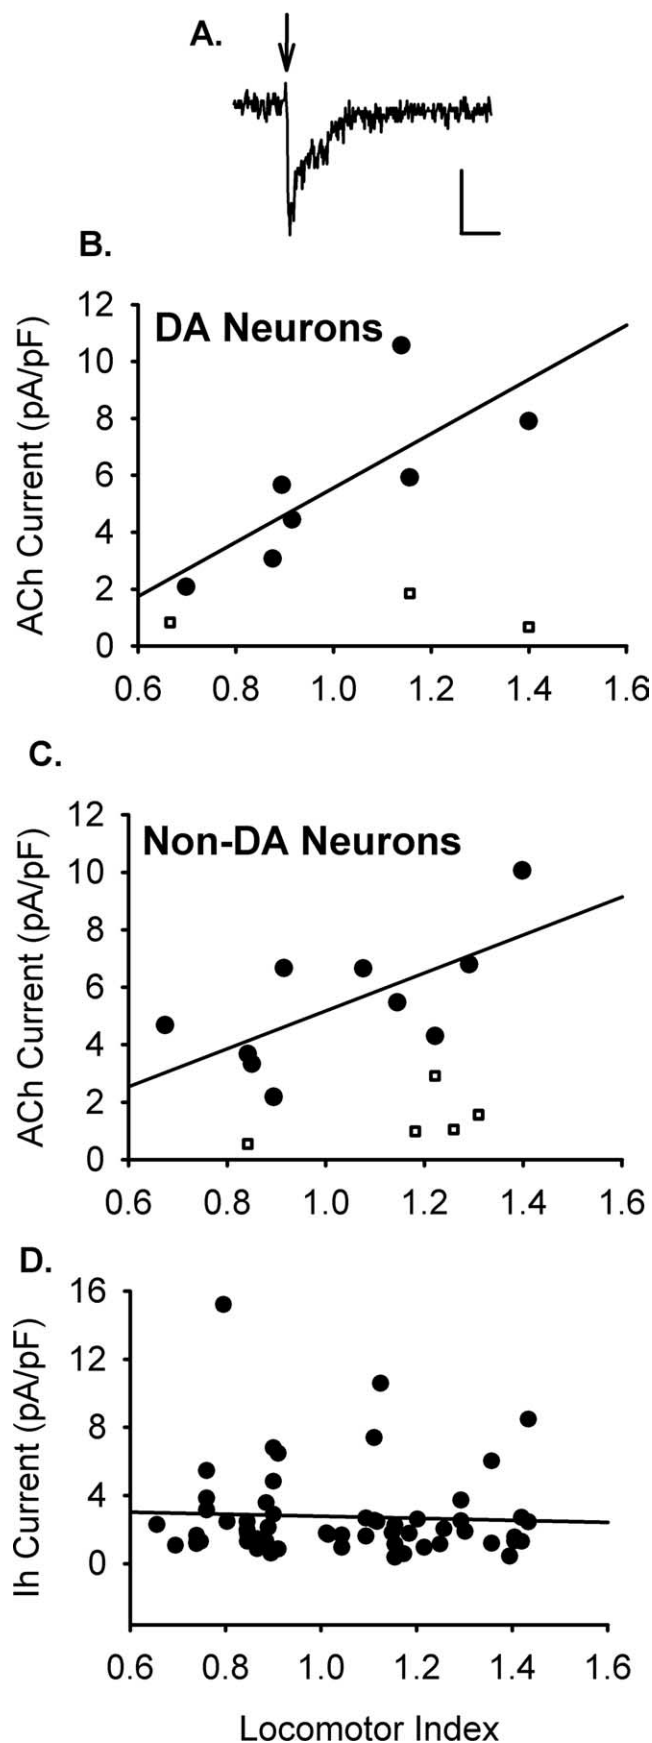 A.
B.
DA Neurons
ACh Current (pA/pF)
12
10
8
6
4
2
0
0.6 0.8 1.0 1.2 1.4 1.6
C.
Non-DA Neurons
ACh Current (pA/pF)
12
10
8
6
4
2
0
0.6 0.8 1.0 1.2 1.4 1.6
D.
Ih Current (pA/pF)
16
12
8
4
0
0.6 0.8 1.0 1.2 1.4 1.6
Locomotor Index